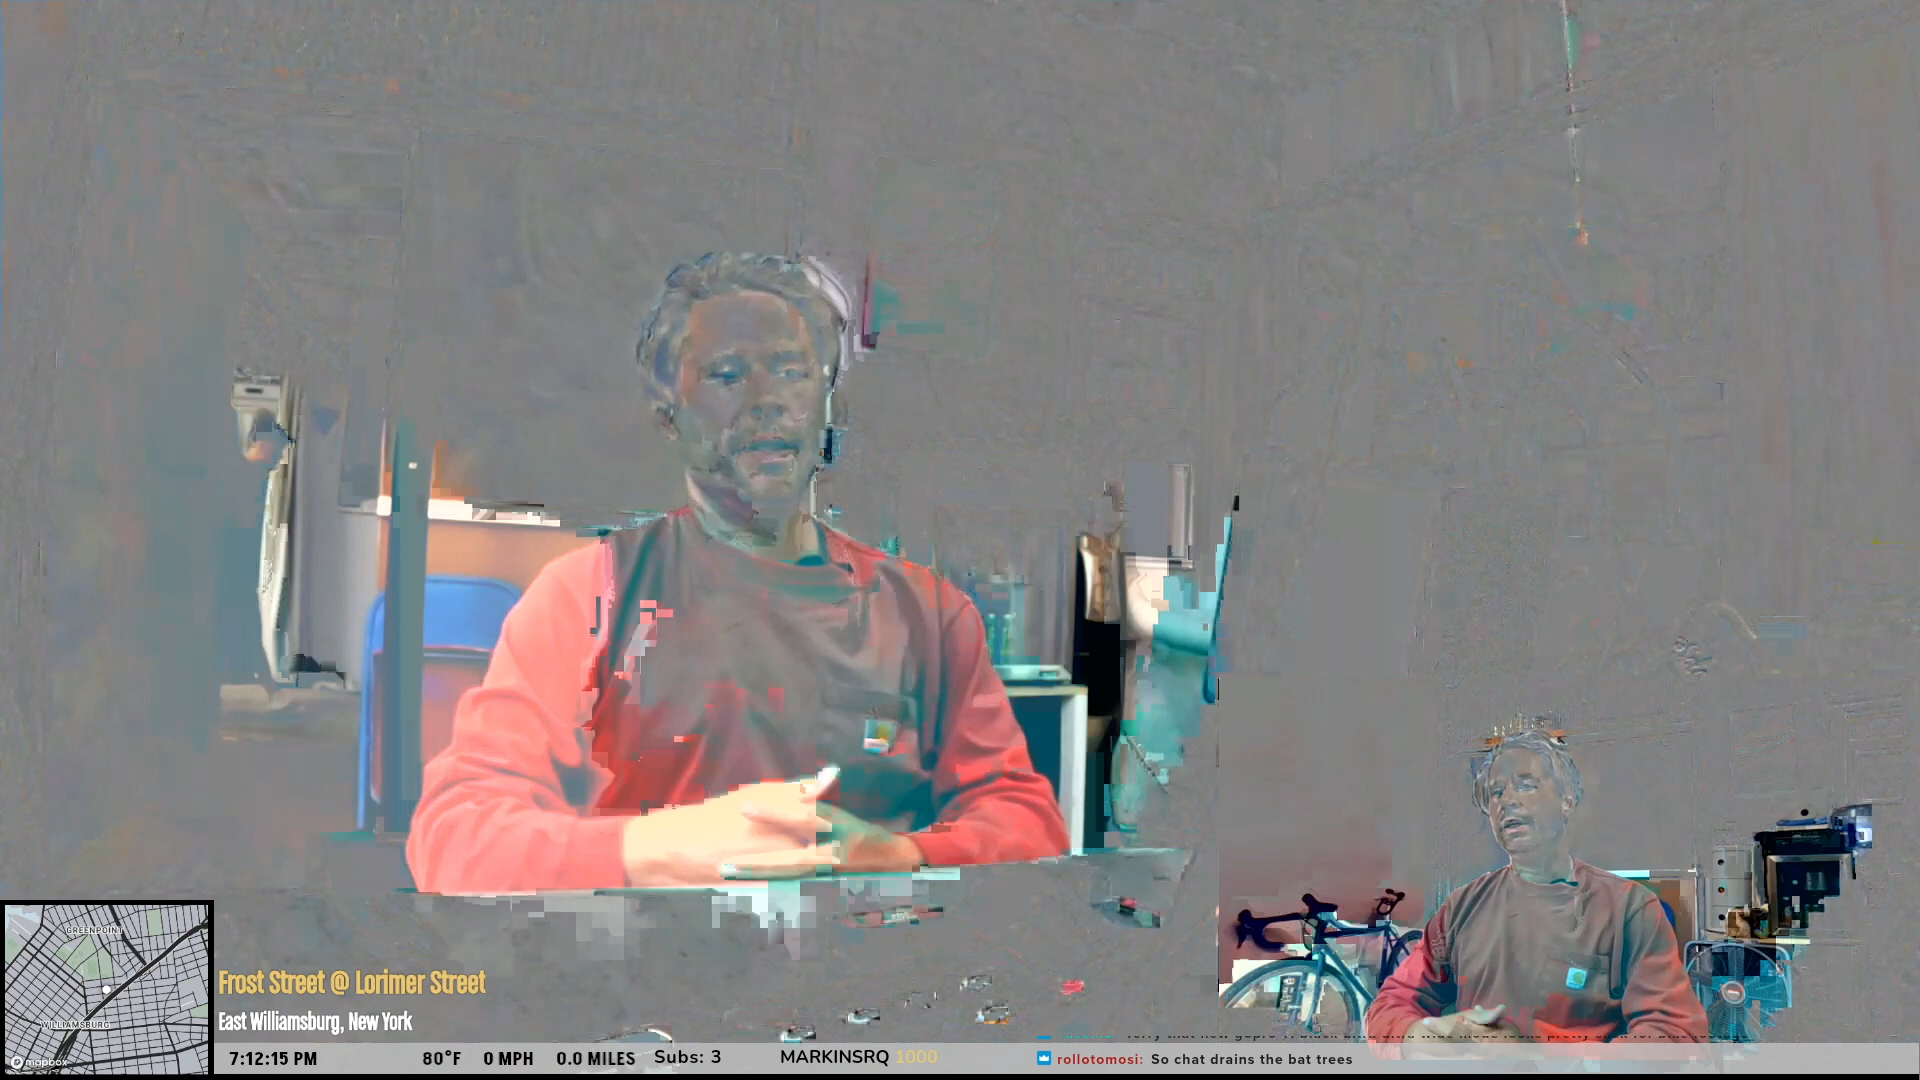 GREENPOINT
WILLIAMSBURG
mapbox
Frost Street @ Lorimer Street
East Williamsburg, New York
7:12:15 PM 80°F 0 MPH 0.0 MILES Subs: 3 MARKINSRQ 1000
rollotomosi: So chat drains the bat trees